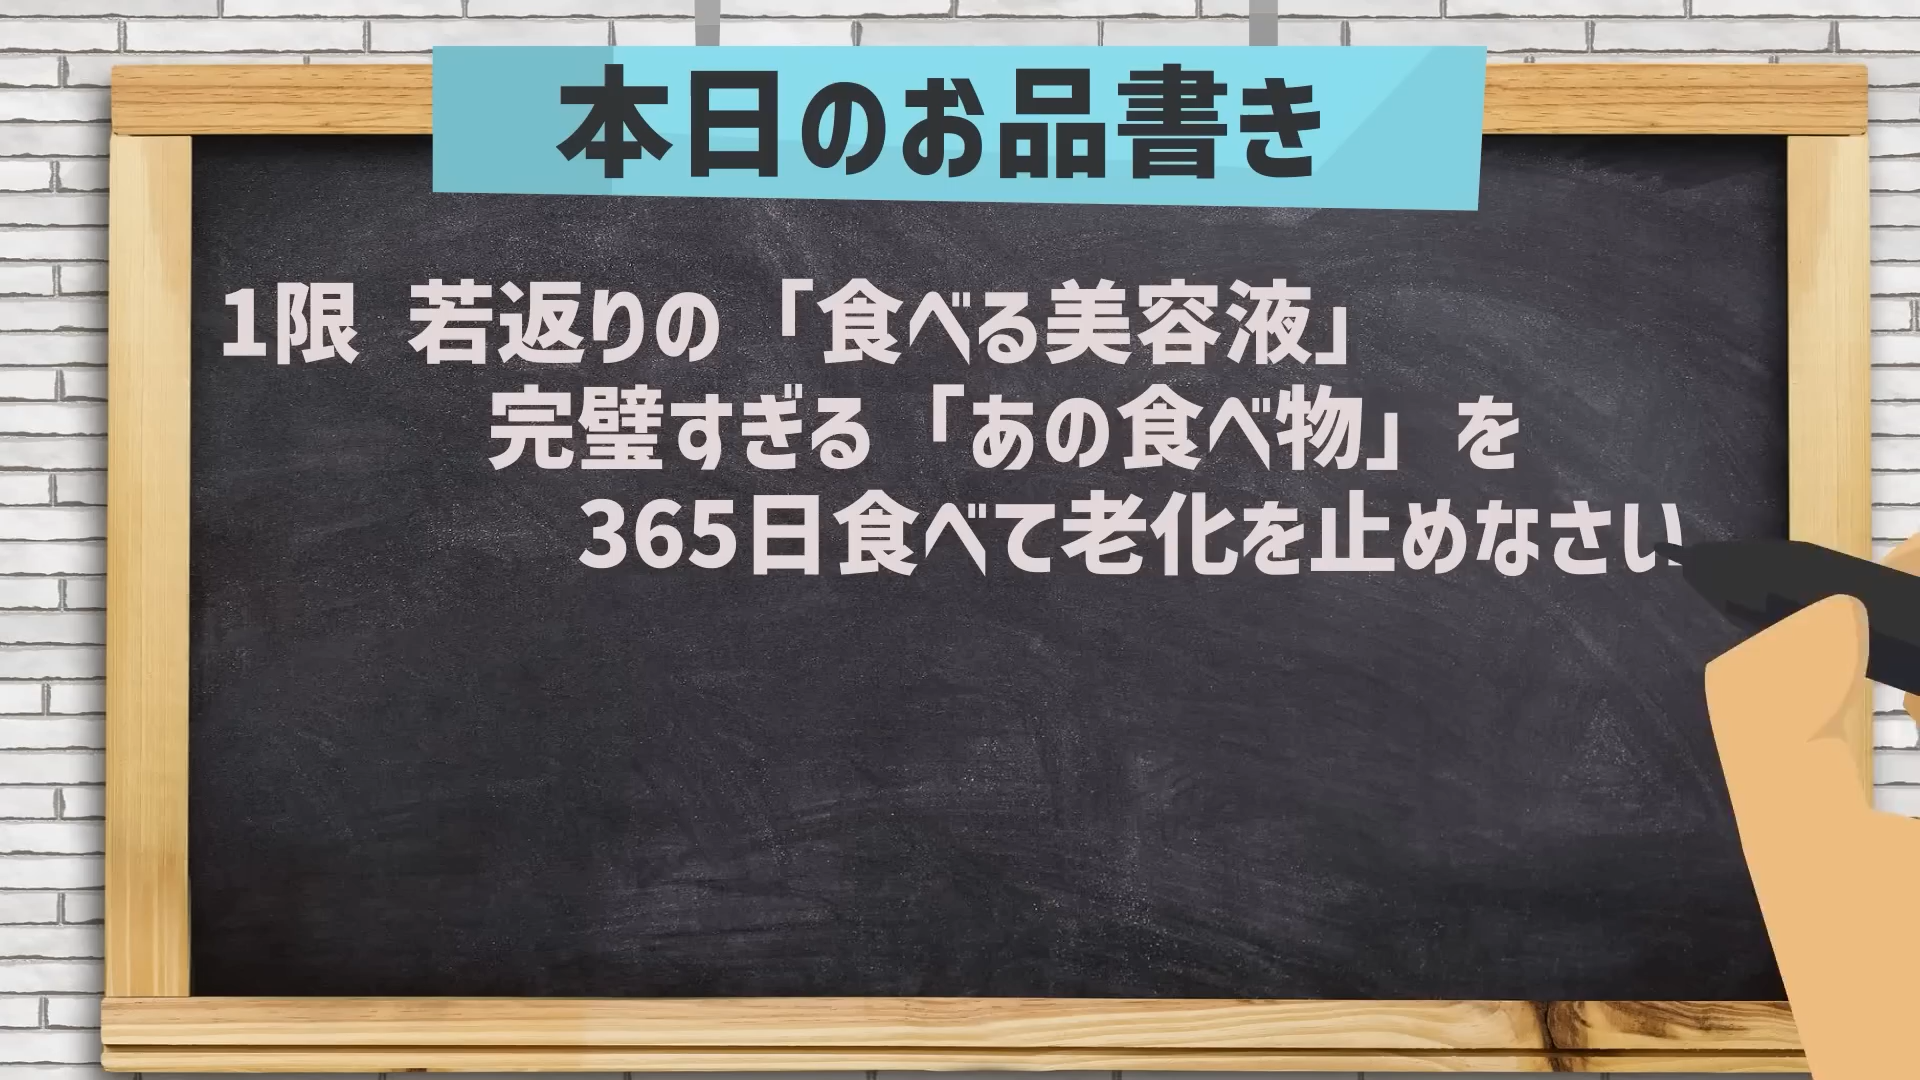 本日のお品書き
1限 若返りの「食べる美容液」
完璧すぎる「あの食べ物」を
365日食べて老化を止めなさい